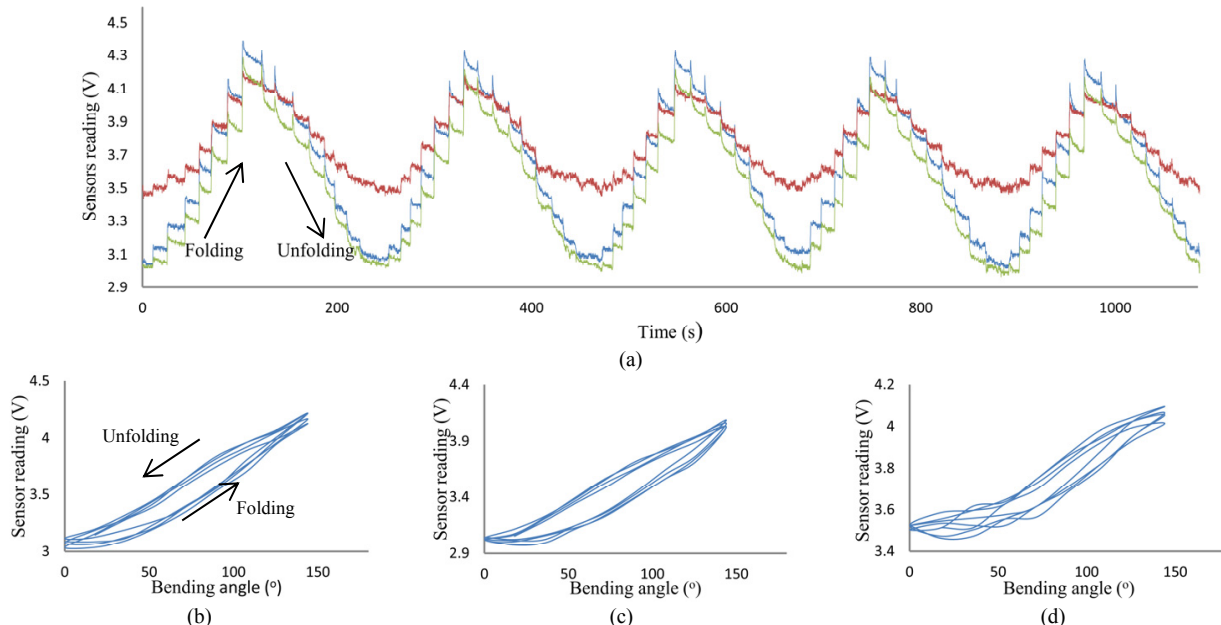 4.5
4.3
4.1
3.9
3.7
3.5
3.3
3.1
2.9
Sensors reading (V)
Folding
Unfolding
0
200
400
600
800
1000
Time (s)
(a)
4.5
4
3.5
3
Sensor reading (V)
Unfolding
Folding
0
50
100
150
Bending angle (º)
(b)
4.4
3.9
3.4
2.9
Sensor reading (V)
0
50
100
150
Bending angle (º)
(c)
4.2
4
3.8
3.6
3.4
Sensor reading (V)
0
50
100
150
Bending angle (º)
(d)